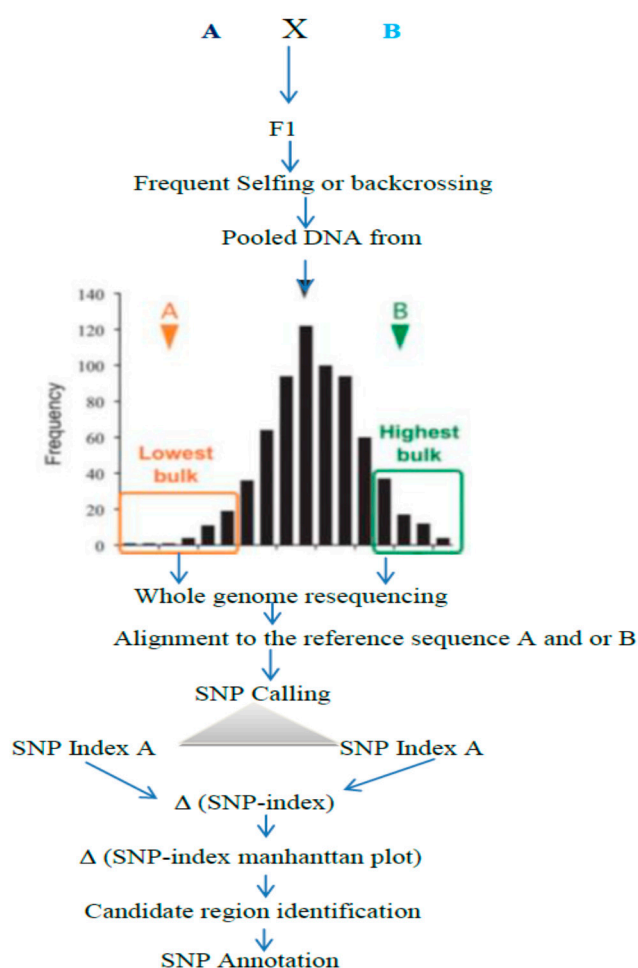 A X B
F1
Frequent Selfing or backcrossing
Pooled DNA from
140
120
100
80
60
40
20
0
Frequency
A
B
Lowest
bulk
Highest
bulk
Whole genome resequencing
Alignment to the reference sequence A and or B
SNP Calling
SNP Index A
SNP Index A
Δ (SNP-index)
Δ (SNP-index manhanttan plot)
Candidate region identification
SNP Annotation